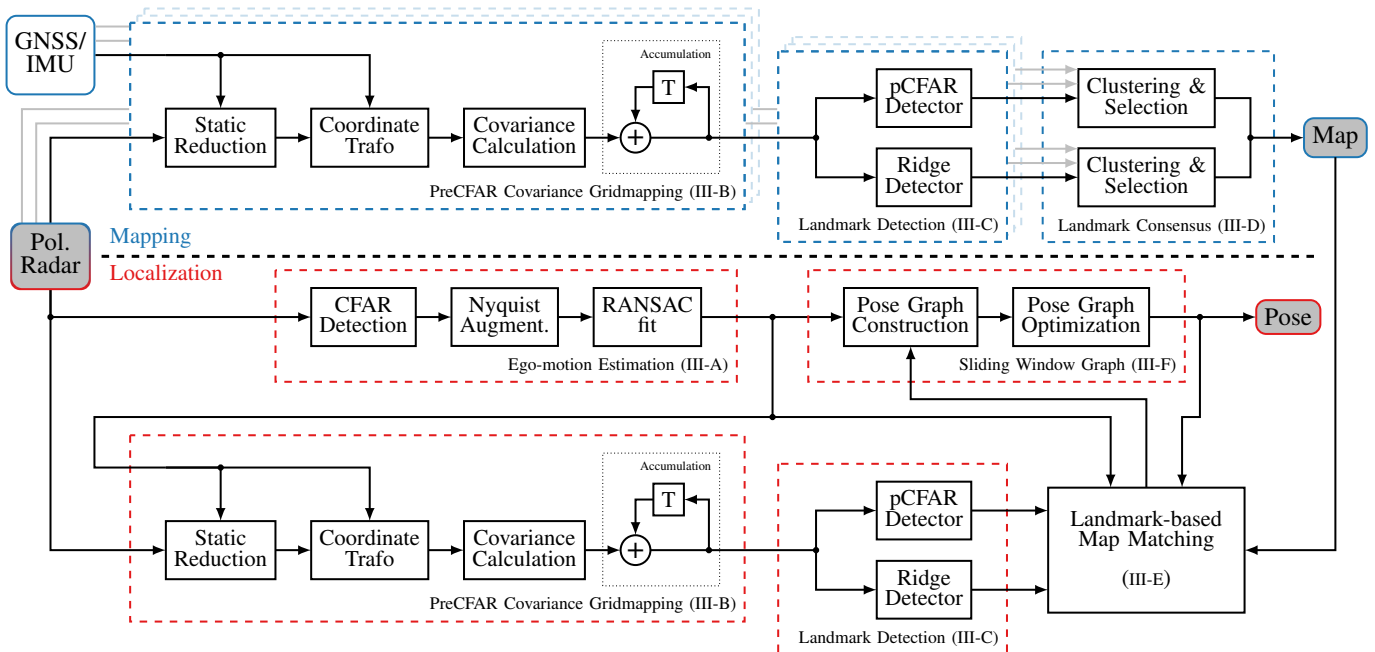 GNSS/
IMU
Accumulation
T
Static
Reduction
Coordinate
Trafo
Covariance
Calculation
+
PreCFAR Covariance Gridmapping (III-B)
pCFAR
Detector
Ridge
Detector
Landmark Detection (III-C)
Clustering &
Selection
Clustering &
Selection
Landmark Consensus (III-D)
Map
Pol.
Radar
Mapping
Localization
CFAR
Detection
Nyquist
Augment.
RANSAC
fit
Ego-motion Estimation (III-A)
Pose Graph
Construction
Pose Graph
Optimization
Sliding Window Graph (III-F)
Pose
Accumulation
T
Static
Reduction
Coordinate
Trafo
Covariance
Calculation
+
PreCFAR Covariance Gridmapping (III-B)
pCFAR
Detector
Ridge
Detector
Landmark Detection (III-C)
Landmark-based
Map Matching
(III-E)